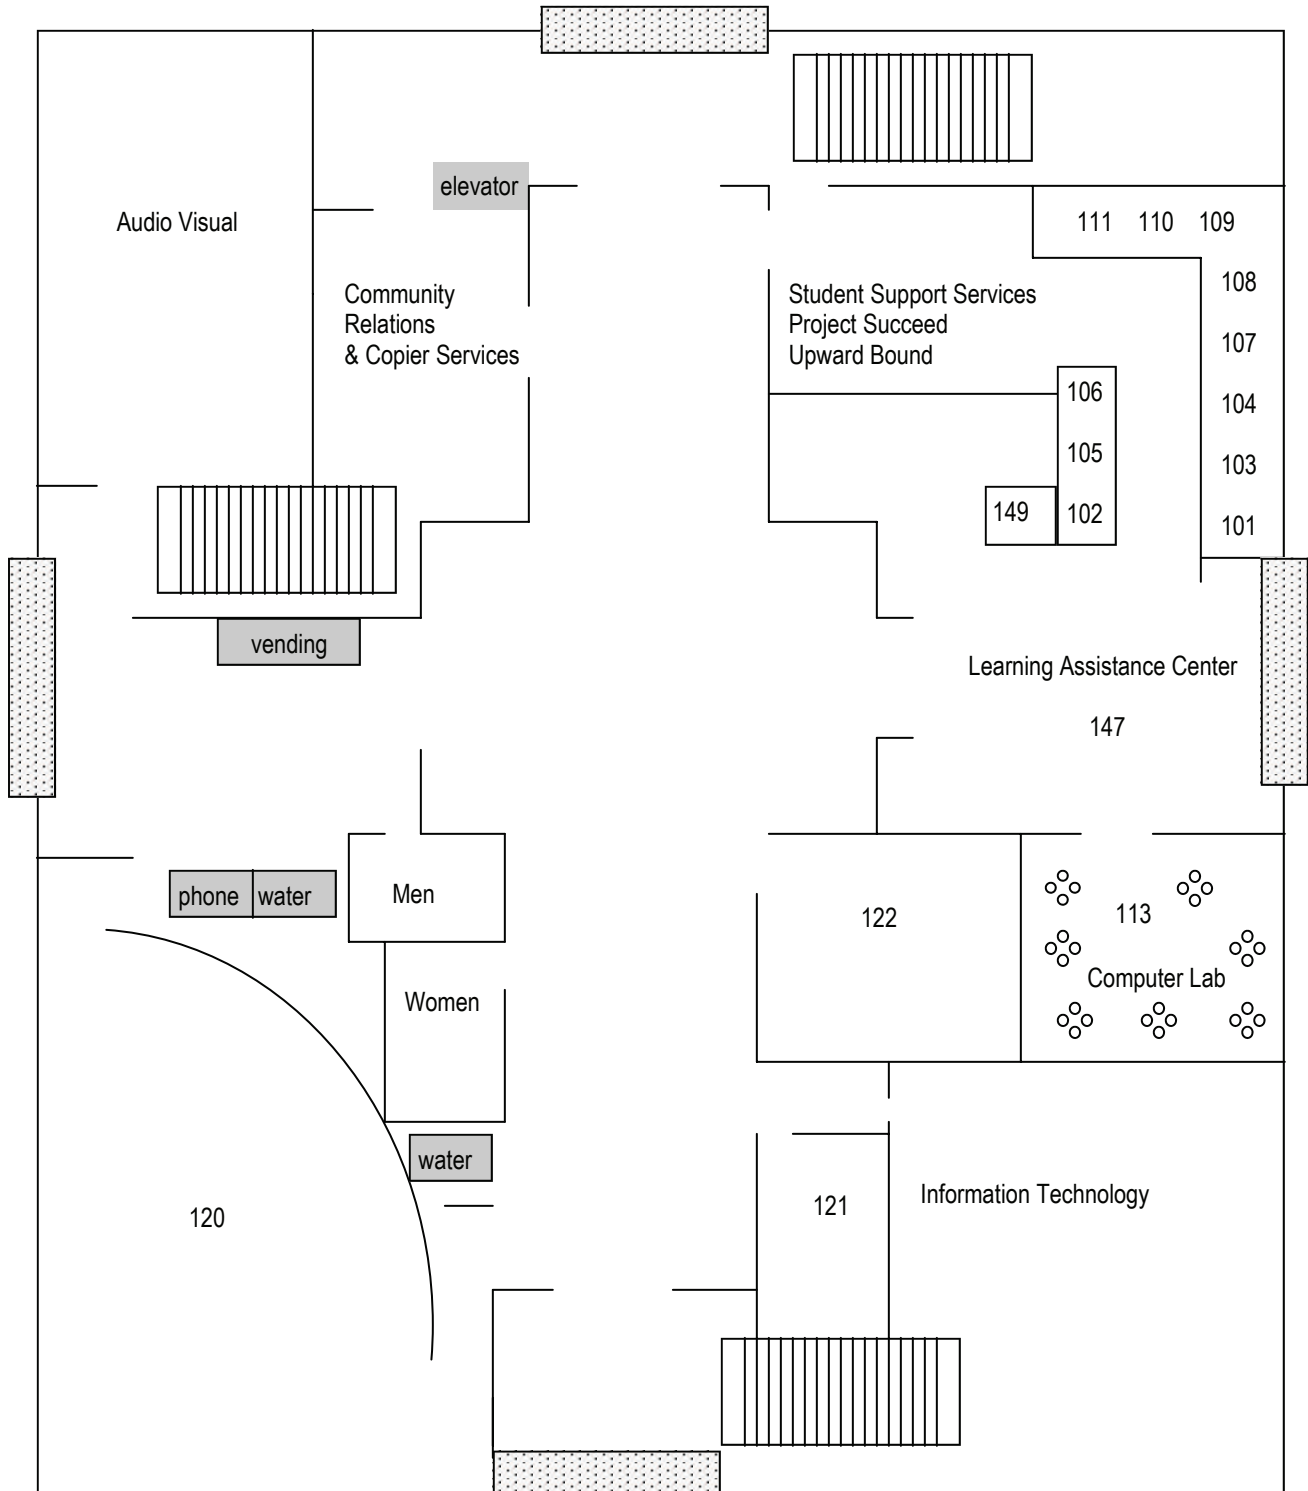 elevator
Audio Visual
111 110 109
108
Community
Relations
& Copier Services
Student Support Services
Project Succeed
Upward Bound
107
106
104
105
103
149
102
101
vending
Learning Assistance Center
147
phone
water
Men
122
113
Computer Lab
Women
water
120
121
Information Technology